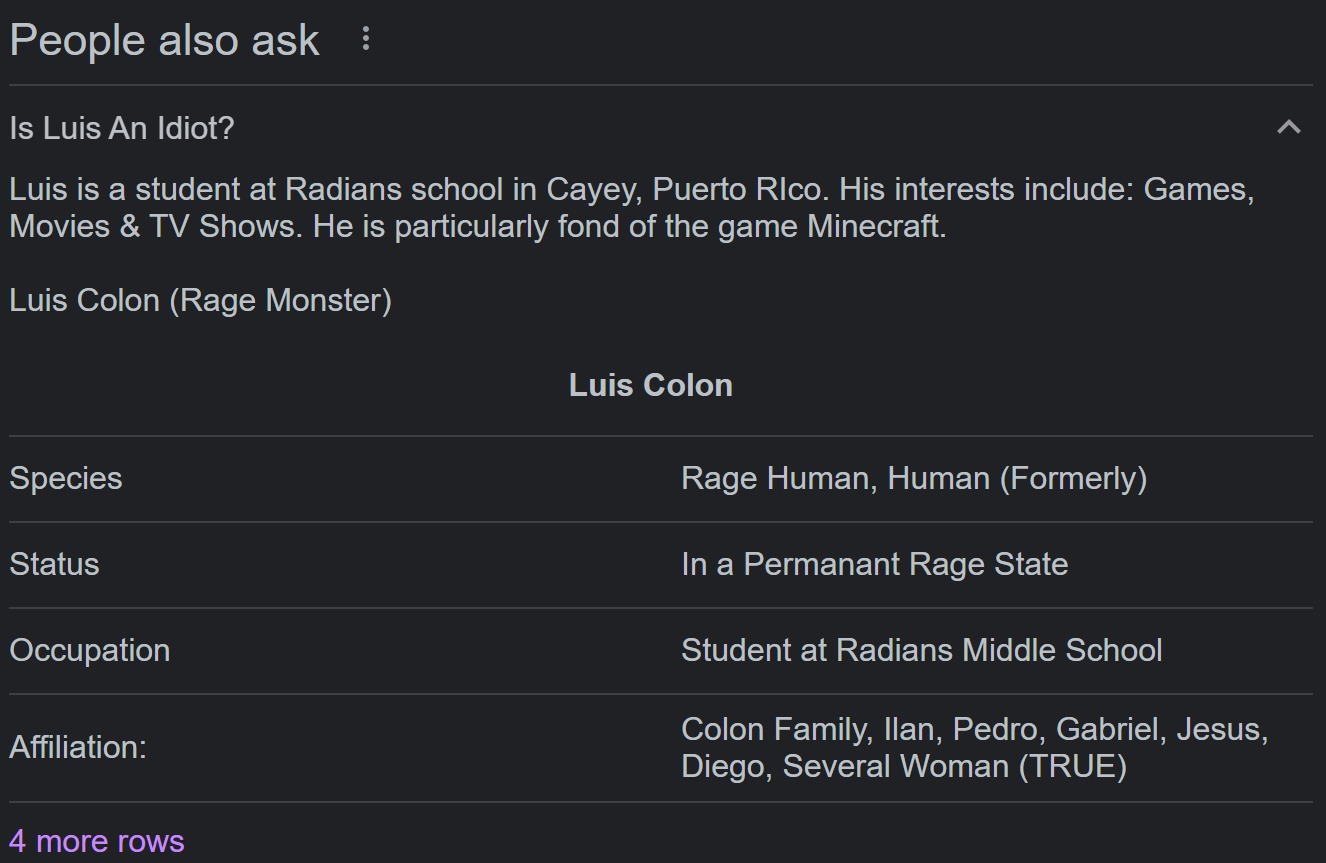 People also ask
Is Luis An Idiot?
Luis is a student at Radians school in Cayey, Puerto RIco. His interests include: Games,
Movies & TV Shows. He is particularly fond of the game Minecraft.
Luis Colon (Rage Monster)
Luis Colon
Species Rage Human, Human (Formerly)
Status In a Permanant Rage State
Occupation Student at Radians Middle School
Affiliation: Colon Family, Ilan, Pedro, Gabriel, Jesus,
Diego, Several Woman (TRUE)
4 more rows